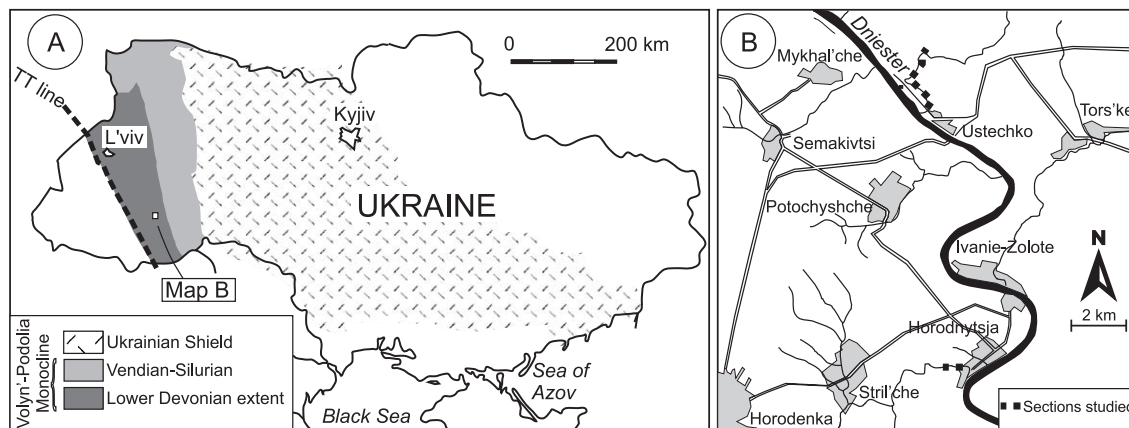 A
0 200 km
TT line
Kyjiv
L'viv
UKRAINE
Map B
Volyn'-Podolia
Monocline
Ukrainian Shield
Vendian-Silurian
Lower Devonian extent
Sea of
Azov
Black Sea
B
Dniester
Mykhal'che
Tors'ke
Ustechko
Semakivtsi
Potochyshche
Ivanie-Zolote
N
2 km
Horodnytsja
Stril'che
Horodenka
Sections studied